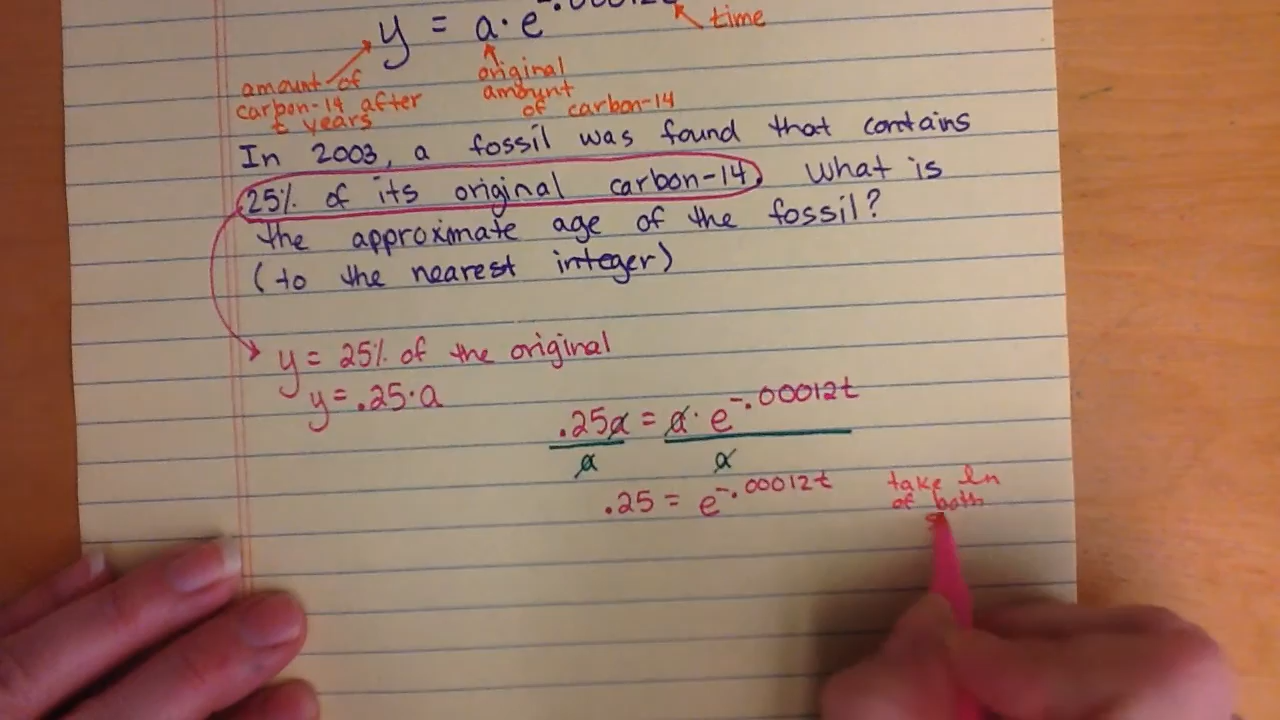 y = a · e^-.00012t
time
amount of
carbon-14 after
t years
original
amount
of carbon-14
In 2003, a fossil was found that contains
25% of its original carbon-14. What is
the approximate age of the fossil?
(to the nearest integer)
y = 25% of the original
y = .25 · a
.25a = a · e^-.00012t
a a
.25 = e^-.00012t
take ln
of both
s